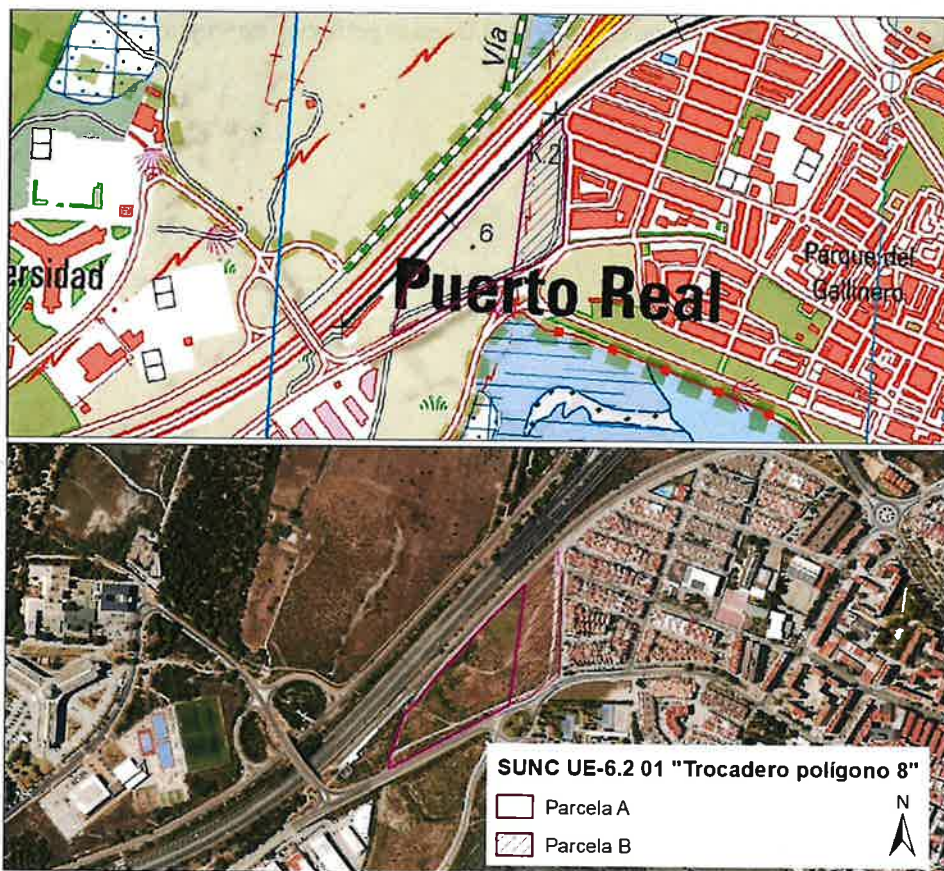 Vía
K.2
6
ersidad
Puerto Real
Parque del
Gallinero
SUNC UE-6.2 01 "Trocadero polígono 8"
Parcela A
Parcela B
N